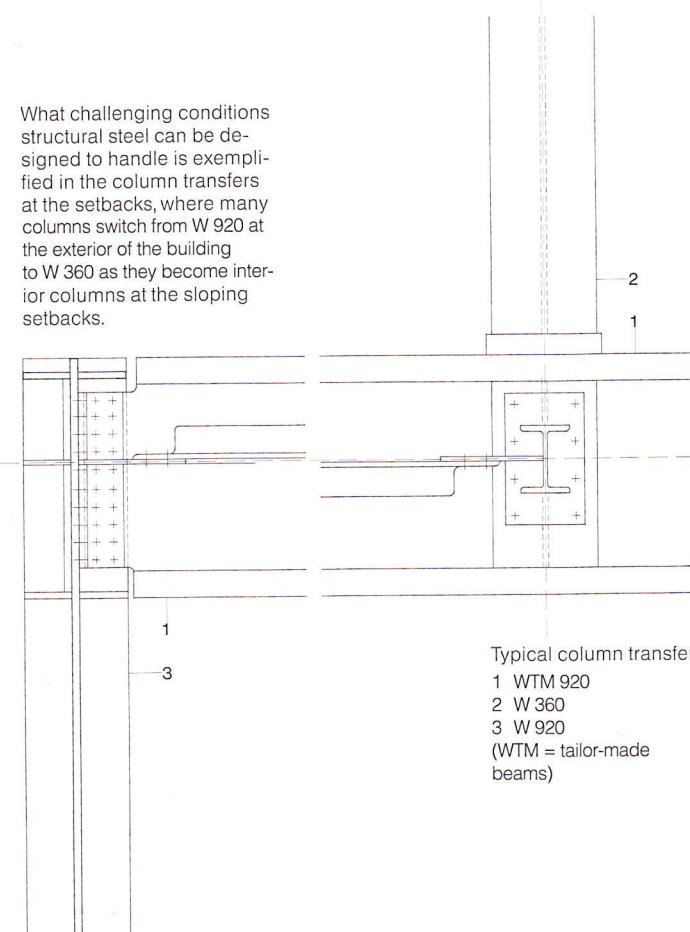 What challenging conditions
structural steel can be de-
signed to handle is exempli-
fied in the column transfers
at the setbacks, where many
columns switch from W 920 at
the exterior of the building
to W 360 as they become inter-
ior columns at the sloping
setbacks.
2
1
1
3
Typical column transfer
1 WTM 920
2 W 360
3 W 920
(WTM = tailor-made
beams)